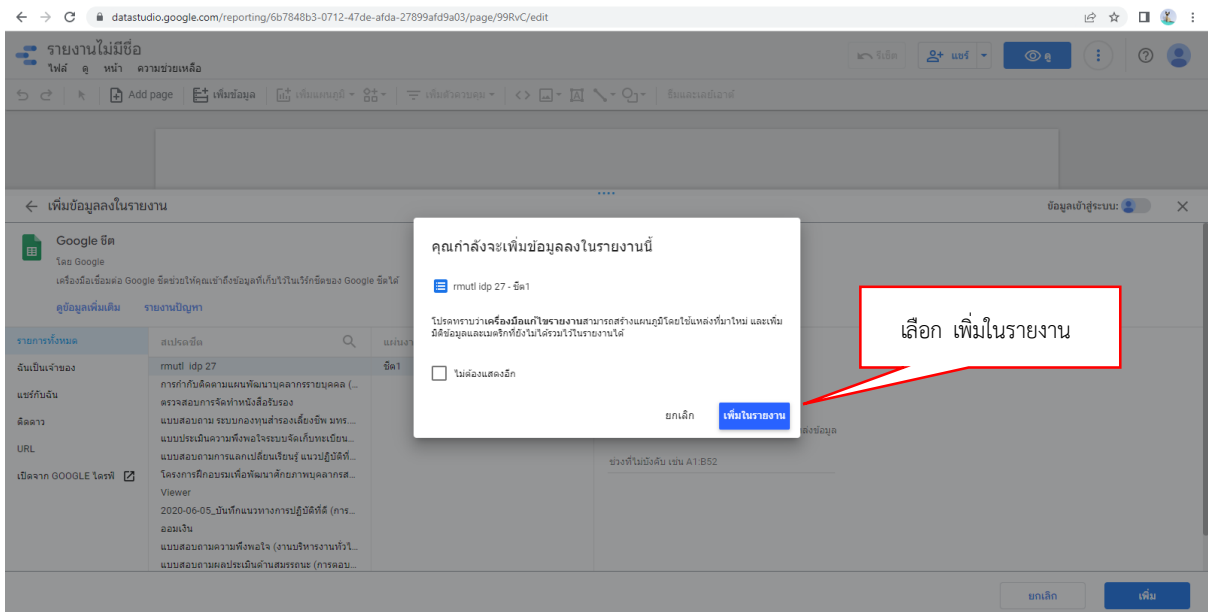 datastudio.google.com/reporting/6b7848b3-0712-47de-afda-27899afd9a03/page/99RvC/edit
รายงานไม่มีชื่อ
ไฟล์ ดู หน้า ความช่วยเหลือ
รีเซ็ต
แชร์
ดู
Add page
เพิ่มข้อมูล
เพิ่มแผนภูมิ
เพิ่มตัวควบคุม
ธีมและเลย์เอาต์
เพิ่มข้อมูลลงในรายงาน
ข้อมูลเข้าสู่ระบบ:
Google ชีต
โดย Google
เครื่องมือเชื่อมต่อ Google ชีตช่วยให้คุณเข้าถึงข้อมูลที่เก็บไว้ในเวิร์กชีตของ Google ชีตได้
ดูข้อมูลเพิ่มเติม รายงานปัญหา
รายการทั้งหมด
ฉันเป็นเจ้าของ
แชร์กับฉัน
ติดดาว
URL
เปิดจาก GOOGLE ไดรฟ์
สเปรดชีต
rmutl idp 27
การกำกับติดตามแผนพัฒนาบุคลากรรายบุคคล (...
ตรวจสอบการจัดทำหนังสือรับรอง
แบบสอบถาม ระบบกองทุนสำรองเลี้ยงชีพ มทร....
แบบประเมินความพึงพอใจระบบจัดเก็บทะเบียน...
แบบสอบถามการแลกเปลี่ยนเรียนรู้ แนวปฏิบัติที่...
โครงการฝึกอบรมเพื่อพัฒนาศักยภาพบุคลากรส...
Viewer
2020-06-05_บันทึกแนวทางการปฏิบัติที่ดี (การ...
ออมเงิน
แบบสอบถามความพึงพอใจ (งานบริหารงานทั่วไ...
แบบสอบถามผลประเมินด้านสมรรถนะ (การตอบ...
ชีต1
คุณกำลังจะเพิ่มข้อมูลลงในรายงานนี้
rmutl idp 27 - ชีต1
โปรดทราบว่าเครื่องมือแก้ไขรายงานสามารถสร้างแผนภูมิโดยใช้แหล่งที่มาใหม่ และเพิ่ม
มิติข้อมูลและเมตริกที่ยังไม่ได้รวมไว้ในรายงานได้
ไม่ต้องแสดงอีก
ยกเลิก เพิ่มในรายงาน
เลือก เพิ่มในรายงาน
ช่วงที่ไม่บังคับ เช่น A1:B52
ยกเลิก เพิ่ม